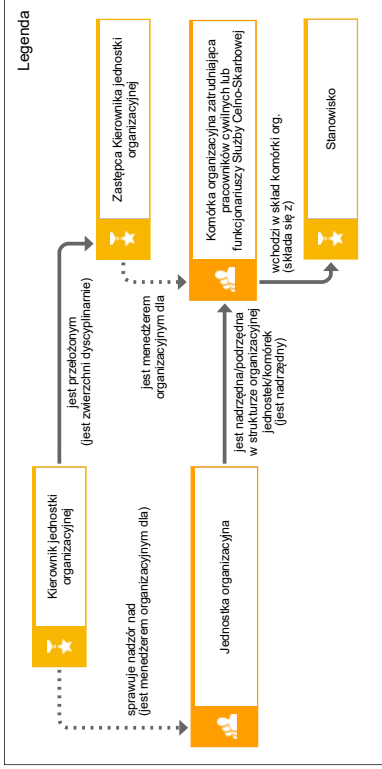 Legenda
Kierownik jednostki
organizacyjnej
jest przełożonym
(jest zwierzchni dyscyplinarnie)
Zastępca Kierownika jednostki
organizacyjnej
sprawuje nadzór nad
(jest menedżerem organizacyjnym dla)
jest menedżerem
organizacyjnym dla
Jednostka organizacyjna
jest nadrzędna/podrzędna
w strukturze organizacyjnej
jednostek/komórek
(jest nadrzędny)
Komórka organizacyjna zatrudniająca
pracowników cywilnych lub
funkcjonariuszy Służby Celno-Skarbowej
wchodzi w skład komórki org.
(składa się z)
Stanowisko